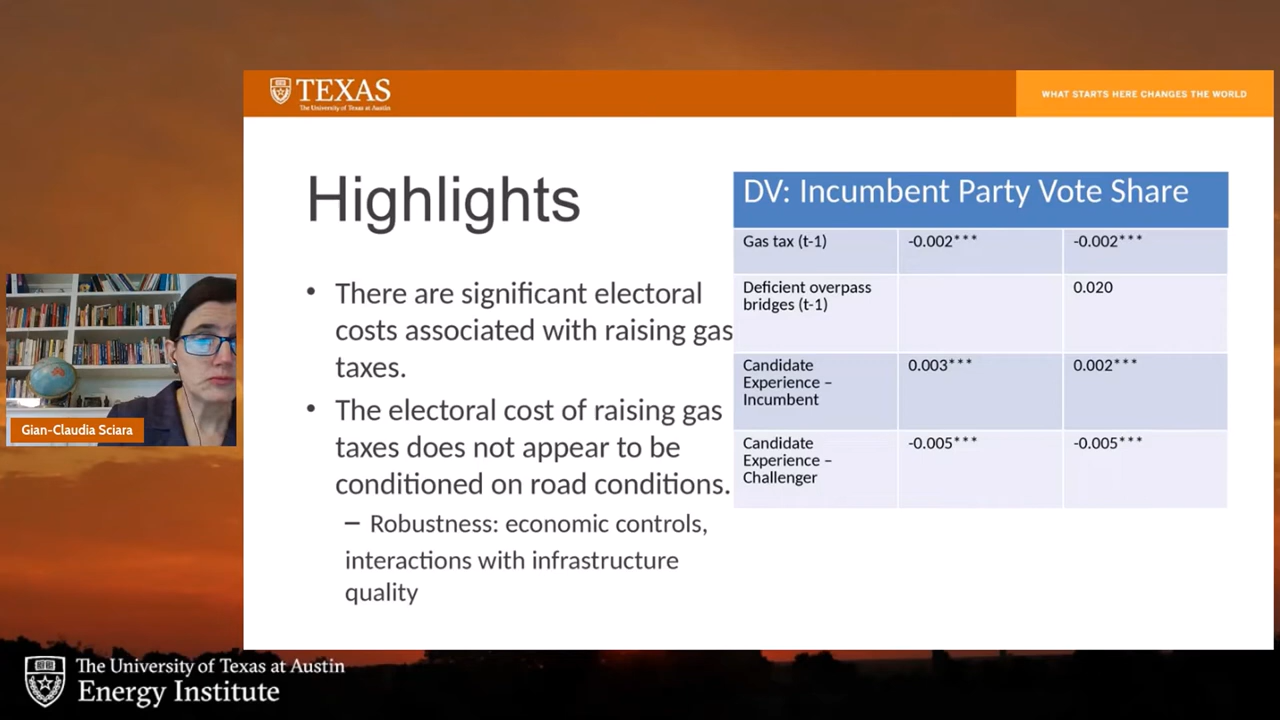 TEXAS
The University of Texas at Austin
WHAT STARTS HERE CHANGES THE WORLD
Highlights
• There are significant electoral
costs associated with raising gas
taxes.
• The electoral cost of raising gas
taxes does not appear to be
conditioned on road conditions.
– Robustness: economic controls,
interactions with infrastructure
quality
DV: Incumbent Party Vote Share
Gas tax (t-1) -0.002*** -0.002***
Deficient overpass 0.020
bridges (t-1)
Candidate 0.003*** 0.002***
Experience –
Incumbent
Candidate -0.005*** -0.005***
Experience –
Challenger
Gian-Claudia Sciara
The University of Texas at Austin
Energy Institute